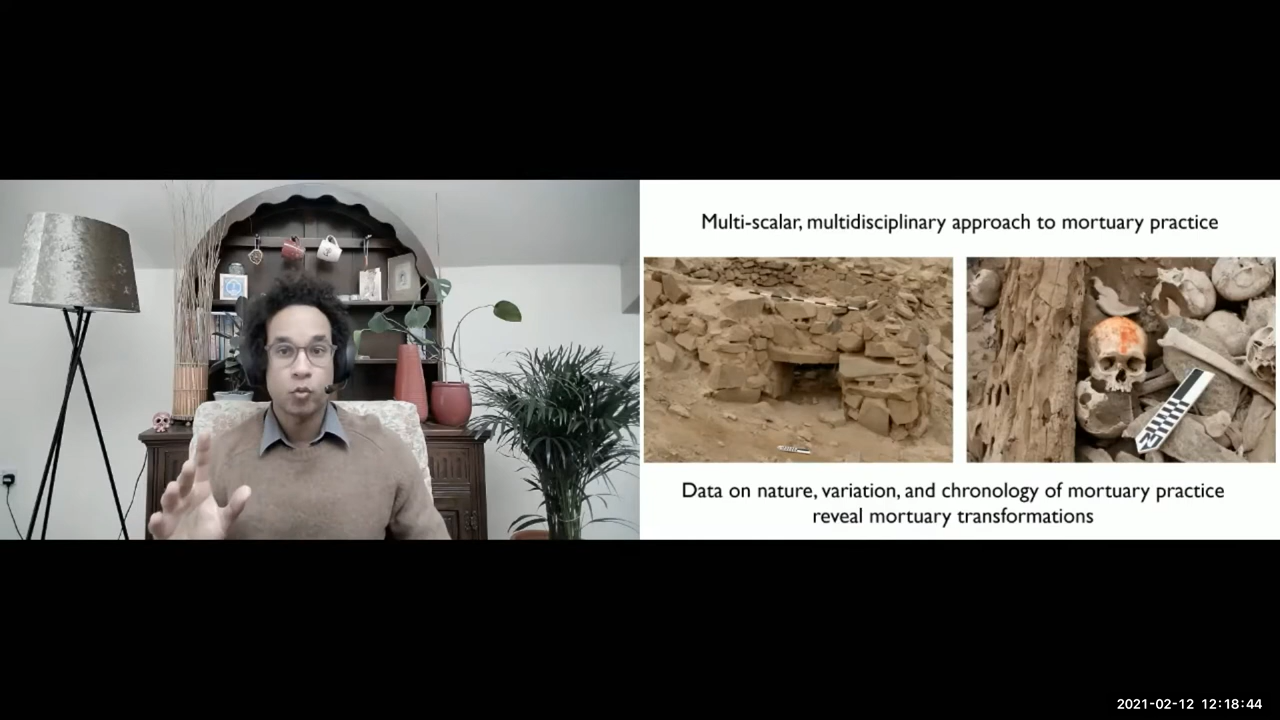 Multi-scalar, multidisciplinary approach to mortuary practice
Data on nature, variation, and chronology of mortuary practice
reveal mortuary transformations
2021-02-12 12:18:44